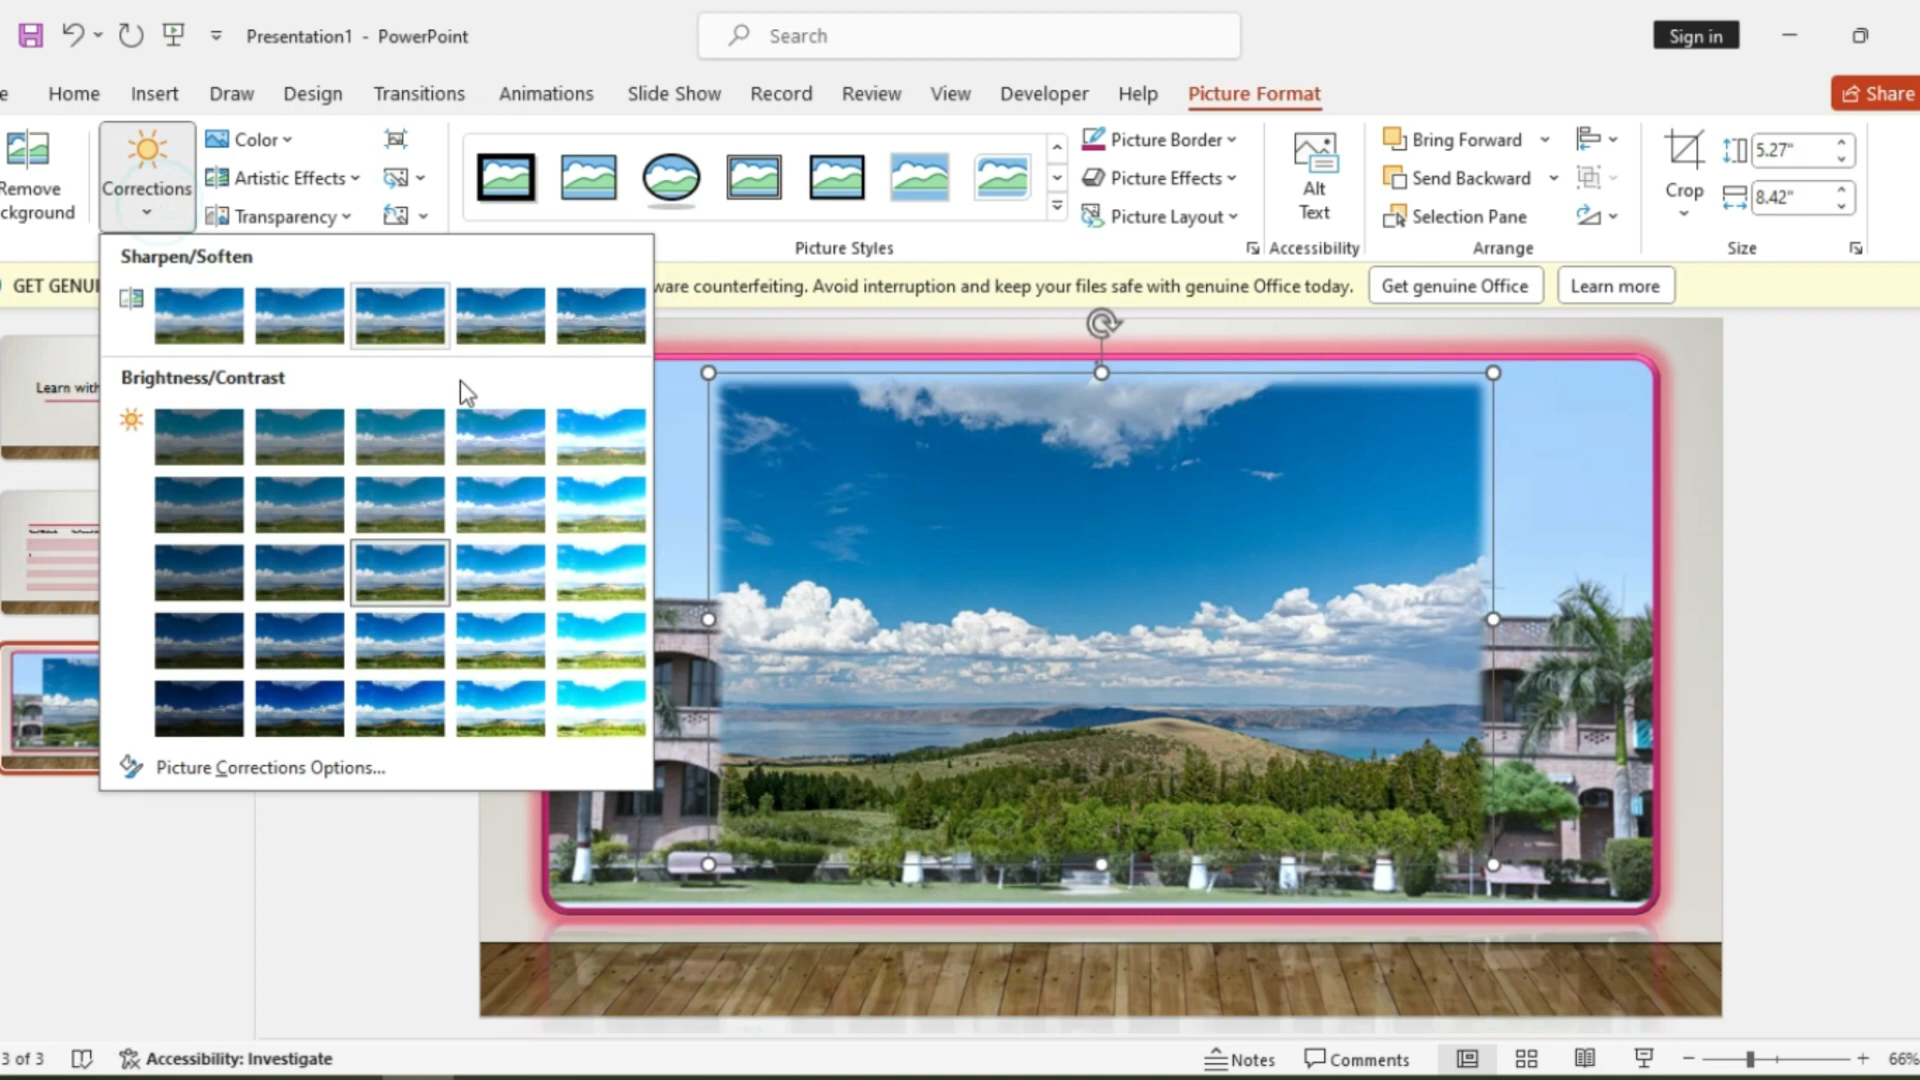 Presentation1 - PowerPoint
Search
Sign in
Home
Insert
Draw
Design
Transitions
Animations
Slide Show
Record
Review
View
Developer
Help
Picture Format
Share
Remove
ckground
Corrections
Color
Artistic Effects
Transparency
Picture Border
Picture Effects
Picture Layout
Picture Styles
Alt
Text
Accessibility
Bring Forward
Send Backward
Selection Pane
Arrange
Crop
5.27"
8.42"
Size
GET GENUI
ware counterfeiting. Avoid interruption and keep your files safe with genuine Office today.
Get genuine Office
Learn more
Sharpen/Soften
Brightness/Contrast
Picture Corrections Options...
Learn with
3 of 3
Accessibility: Investigate
Notes
Comments
66%